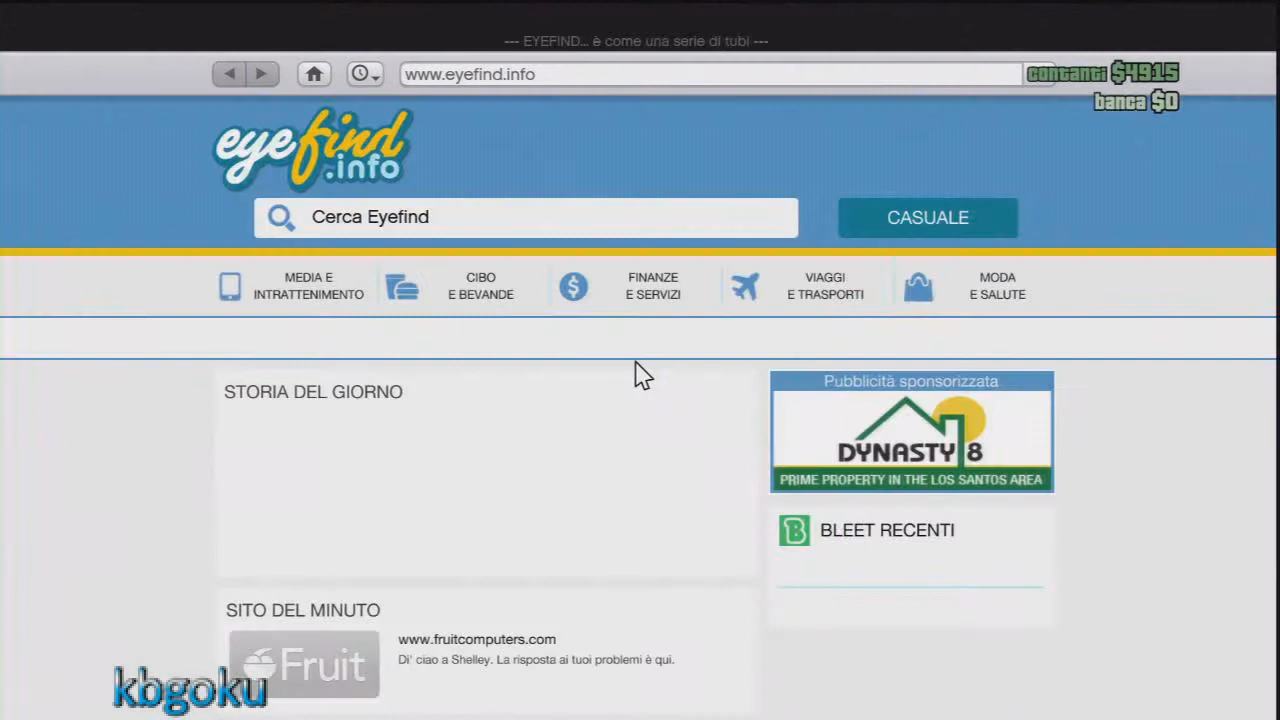 --- EYEFIND... è come una serie di tubi ---
www.eyefind.info
contanti $4915
banca $0
eyefind
.info
Cerca Eyefind
CASUALE
MEDIA E
INTRATTENIMENTO
CIBO
E BEVANDE
FINANZE
E SERVIZI
VIAGGI
E TRASPORTI
MODA
E SALUTE
STORIA DEL GIORNO
Pubblicità sponsorizzata
DYNASTY 8
PRIME PROPERTY IN THE LOS SANTOS AREA
BLEET RECENTI
SITO DEL MINUTO
Fruit
www.fruitcomputers.com
Di' ciao a Shelley. La risposta ai tuoi problemi è qui.
kbgoku